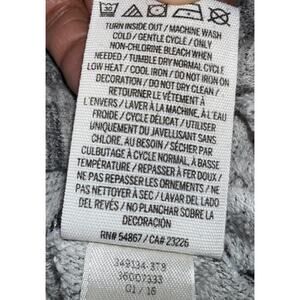 30
TURN INSIDE OUT / MACHINE WASH
COLD / GENTLE CYCLE / ONLY
NON-CHLORINE BLEACH WHEN
NEEDED / TUMBLE DRY NORMAL CYCLE
LOW HEAT / COOL IRON / DO NOT IRON ON
DECORATION / DO NOT DRY CLEAN /
RETOURNER LE VÊTEMENT À
L'ENVERS / LAVER À LA MACHINE, À L'EAU
FROIDE / CYCLE DÉLICAT / UTILISER
UNIQUEMENT DU JAVELLISANT SANS
CHLORE, AU BESOIN / SÉCHER PAR
CULBUTAGE À CYCLE NORMAL, À BASSE
TEMPÉRATURE / REPASSER À FER DOUX /
NE PAS REPASSER LES ORNEMENTS / NE
PAS NETTOYER À SEC / LAVAR DEL LADO
DEL REVÉS / NO PLANCHAR SOBRE LA
DECORACIÓN
RN# 54867 / CA# 23226
349134-378
36007333
G1 / 16